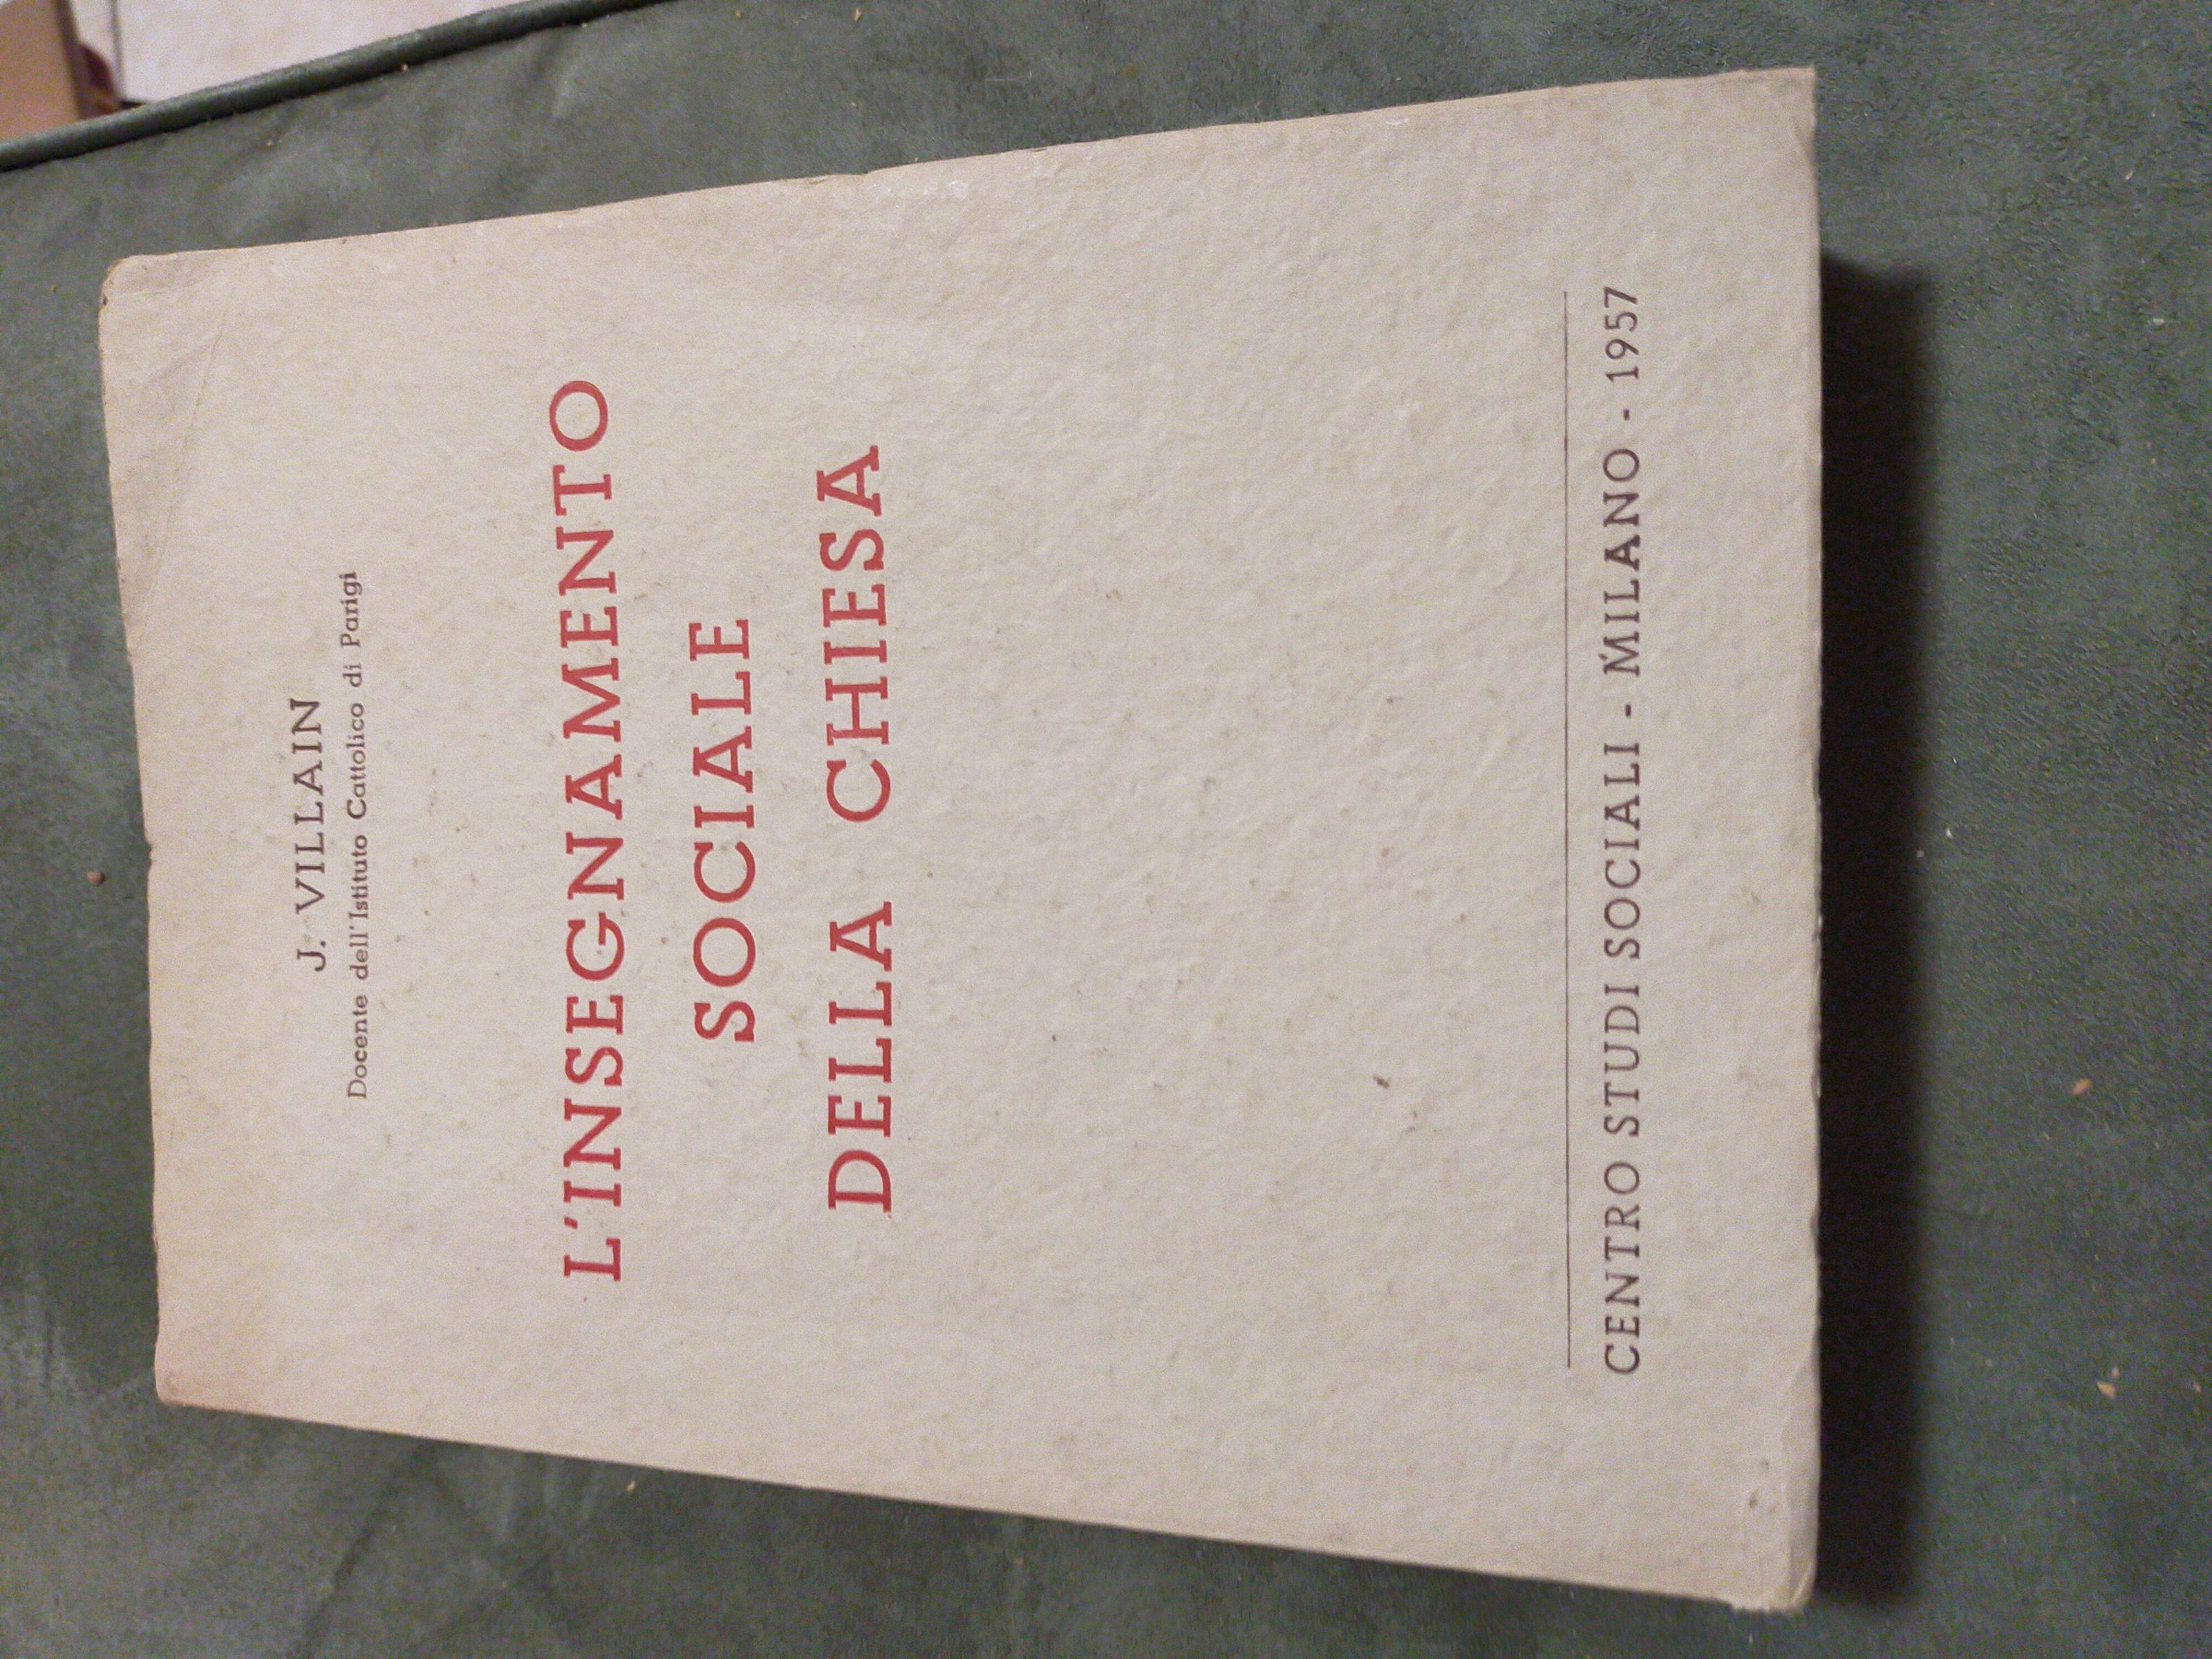 J. VILLAIN
Docente dell'Istituto Cattolico di Parigi
L'INSEGNAMENTO
SOCIALE
DELLA CHIESA
CENTRO STUDI SOCIALI - MILANO - 1957